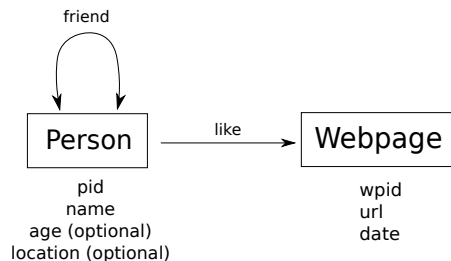 friend
Person
like
Webpage
pid
name
age (optional)
location (optional)
wpid
url
date